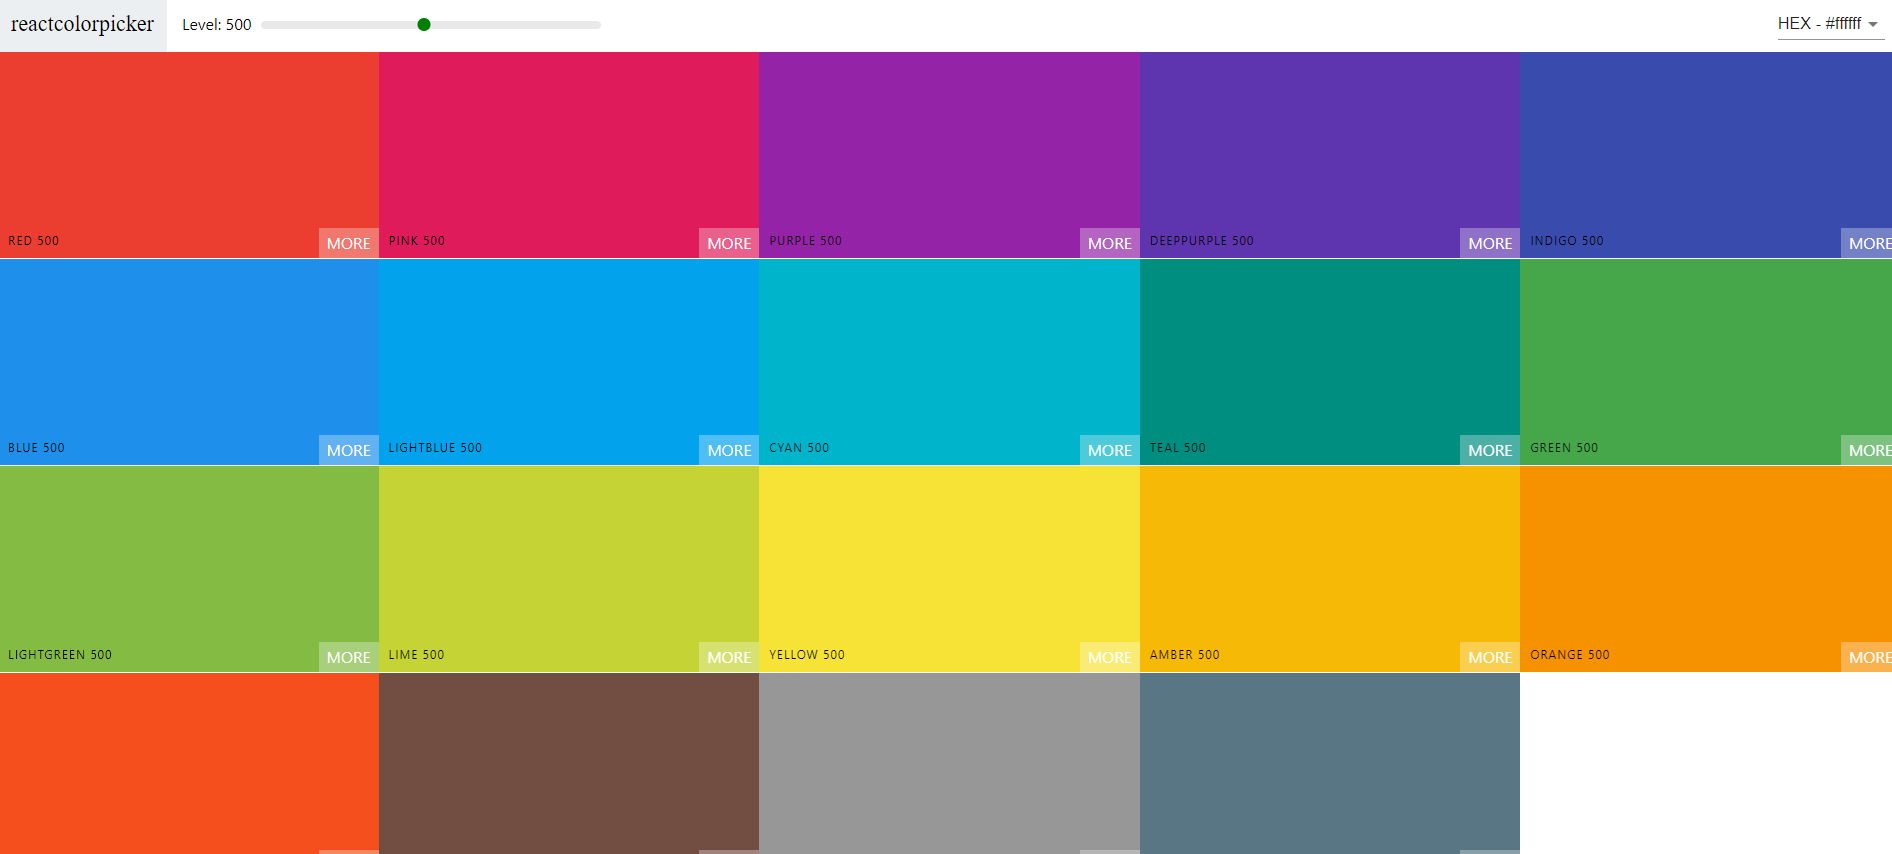 reactcolorpicker
Level: 500
HEX - #ffffff
RED 500
MORE
PINK 500
MORE
PURPLE 500
MORE
DEEPPURPLE 500
MORE
INDIGO 500
MORE
BLUE 500
MORE
LIGHTBLUE 500
MORE
CYAN 500
MORE
TEAL 500
MORE
GREEN 500
MORE
LIGHTGREEN 500
MORE
LIME 500
MORE
YELLOW 500
MORE
AMBER 500
MORE
ORANGE 500
MORE